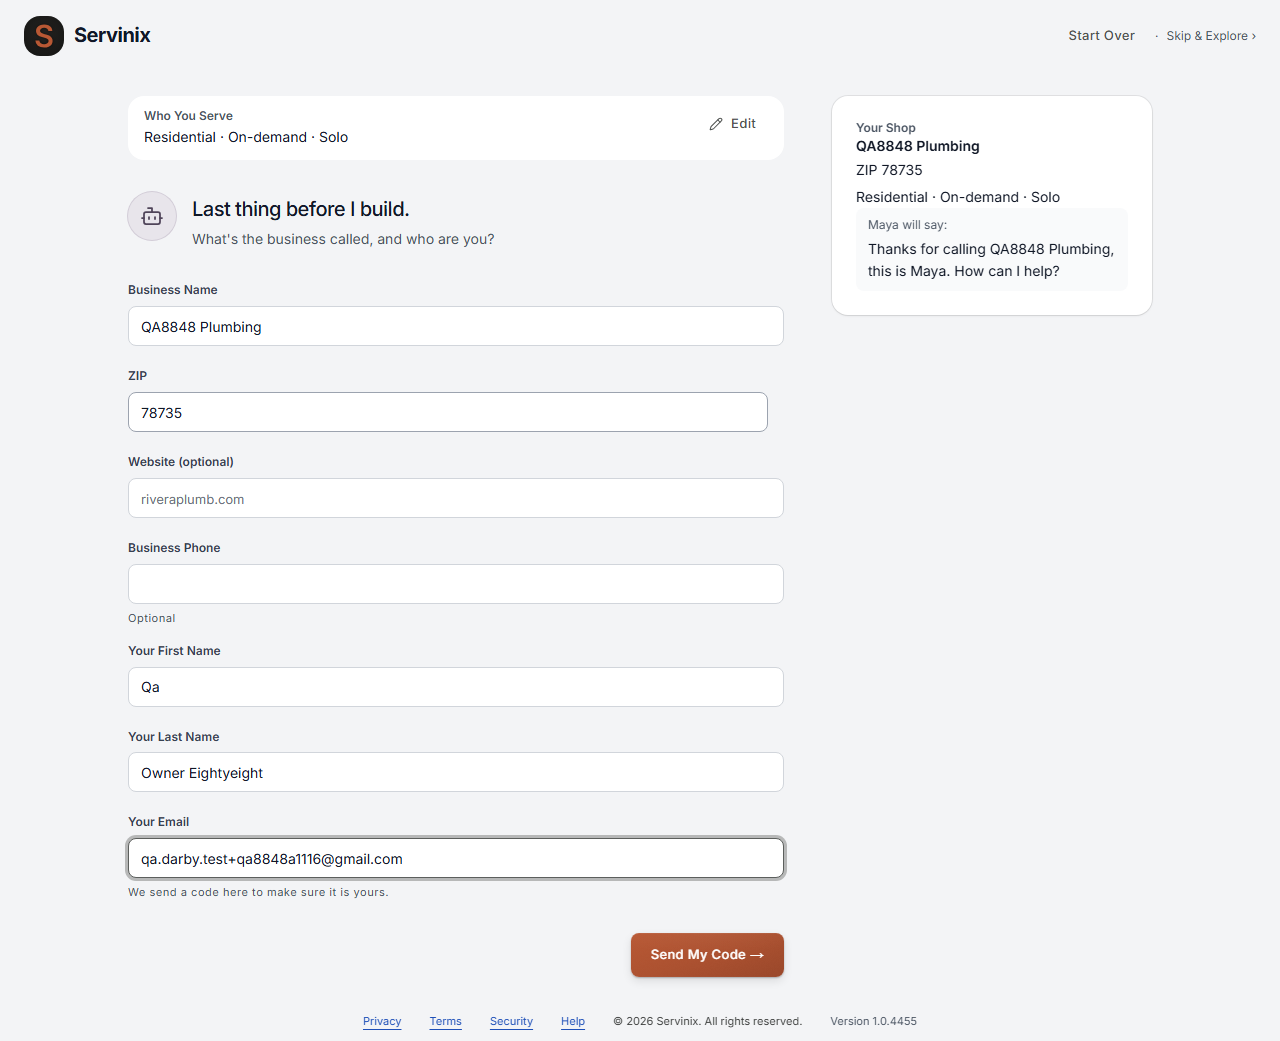 S Servinix
Start Over · Skip & Explore ›
Who You Serve
Residential · On-demand · Solo
Edit
Last thing before I build.
What's the business called, and who are you?
Business Name
QA8848 Plumbing
ZIP
78735
Website (optional)
riveraplumb.com
Business Phone
Optional
Your First Name
Qa
Your Last Name
Owner Eightyeight
Your Email
qa.darby.test+qa8848a1116@gmail.com
We send a code here to make sure it is yours.
Send My Code →
Your Shop
QA8848 Plumbing
ZIP 78735
Residential · On-demand · Solo
Maya will say:
Thanks for calling QA8848 Plumbing,
this is Maya. How can I help?
Privacy Terms Security Help © 2026 Servinix. All rights reserved. Version 1.0.4455